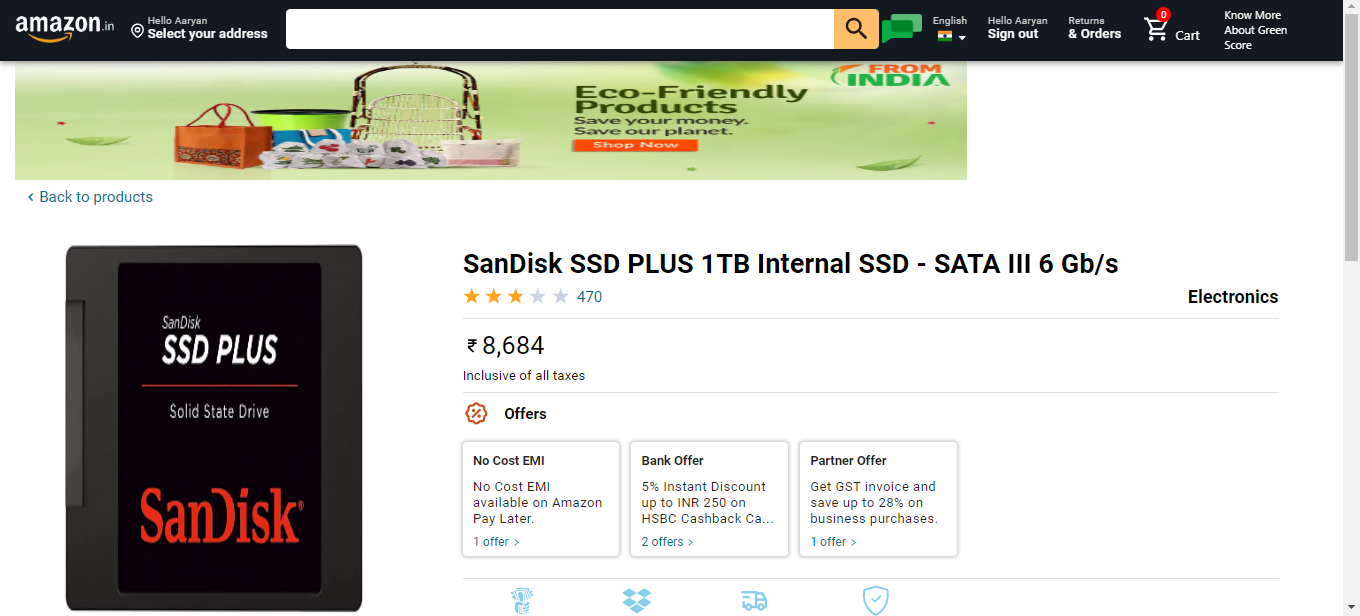 amazon.in
Hello Aaryan
Select your address
English
Hello Aaryan
Sign out
Returns
& Orders
0
Cart
Know More
About Green
Score
FROM
INDIA
Eco-Friendly
Products
Save your money.
Save our planet.
Shop Now
‹ Back to products
SanDisk
SSD PLUS
Solid State Drive
SanDisk®
SanDisk SSD PLUS 1TB Internal SSD - SATA III 6 Gb/s
470
Electronics
₹ 8,684
Inclusive of all taxes
Offers
No Cost EMI
No Cost EMI
available on Amazon
Pay Later.
1 offer >
Bank Offer
5% Instant Discount
up to INR 250 on
HSBC Cashback Ca...
2 offers >
Partner Offer
Get GST invoice and
save up to 28% on
business purchases.
1 offer >